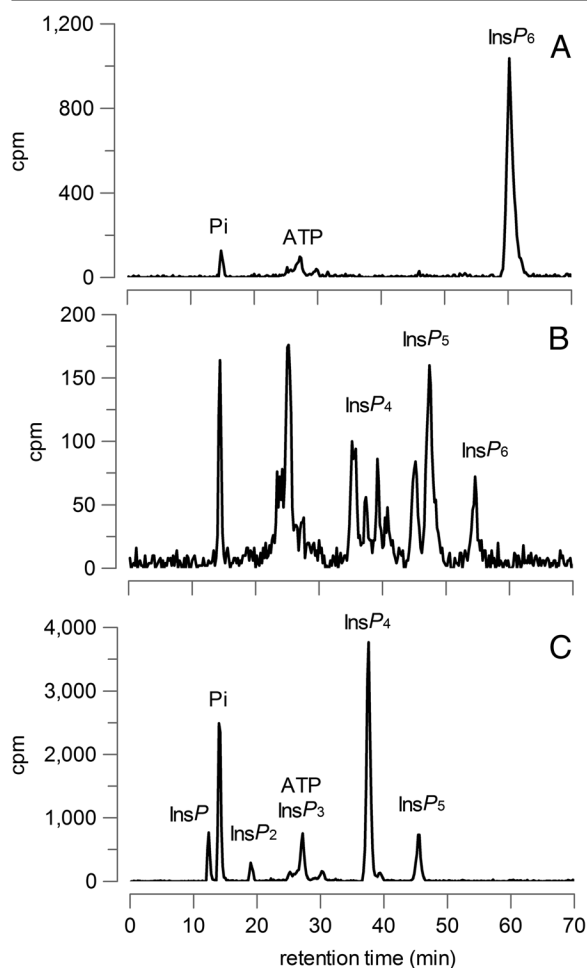 1,200
InsP6
A
800
cpm
400
Pi
ATP
0
200
InsP5
B
150
InsP4
cpm
100
InsP6
50
0
InsP4
4,000
C
3,000
Pi
cpm
2,000
ATP
InsP
InsP3
InsP5
1,000
InsP2
0
0 10 20 30 40 50 60 70
retention time (min)